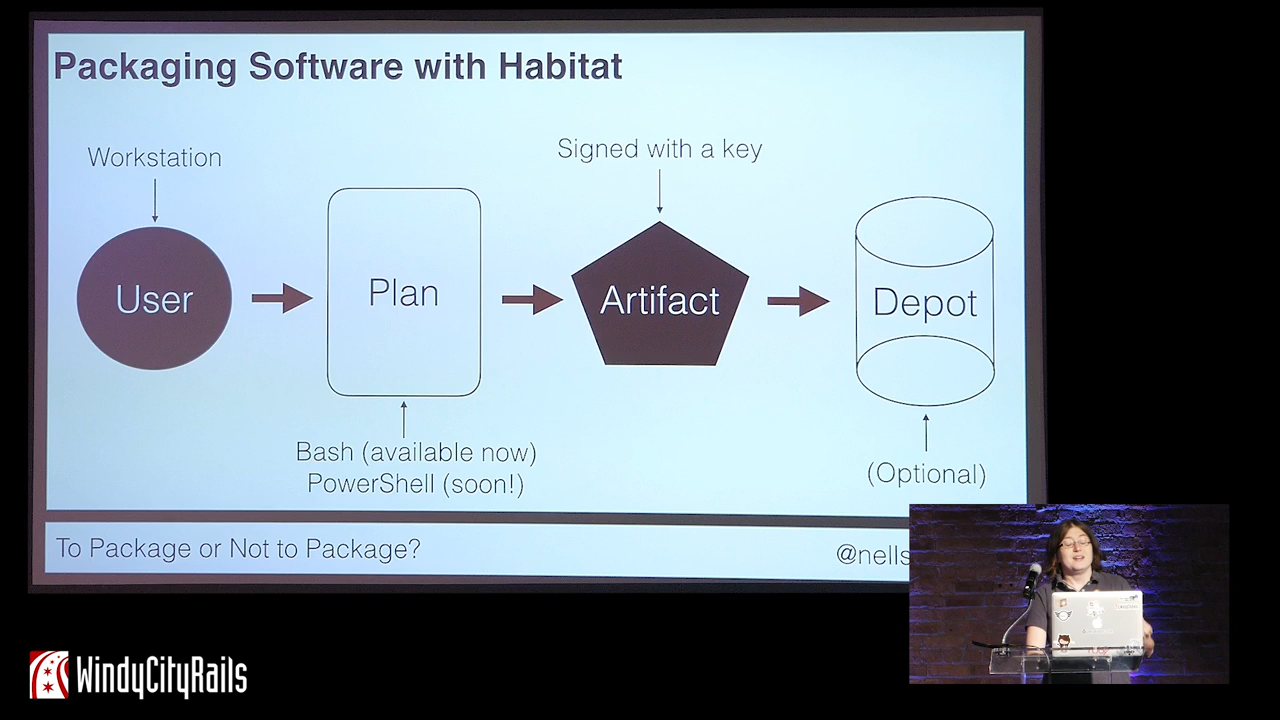 Packaging Software with Habitat
Workstation
Signed with a key
User
Plan
Artifact
Depot
Bash (available now)
PowerShell (soon!)
(Optional)
To Package or Not to Package?
@nells
WindyCityRails